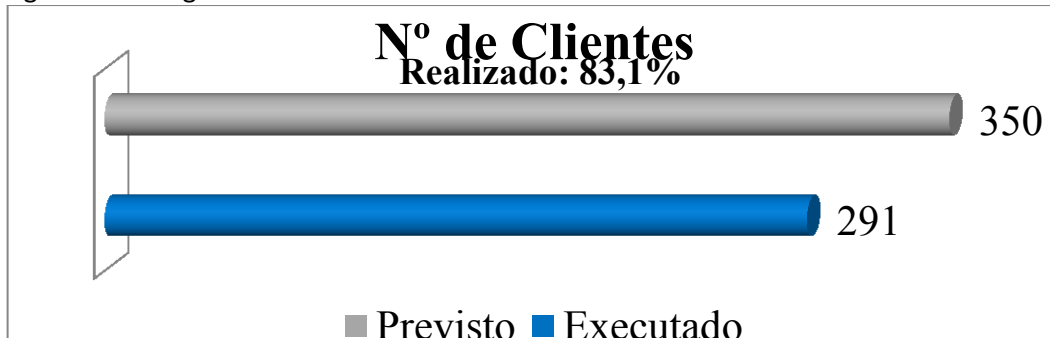 Nº de Clientes
Realizado: 83,1%
350
291
Previsto Executado